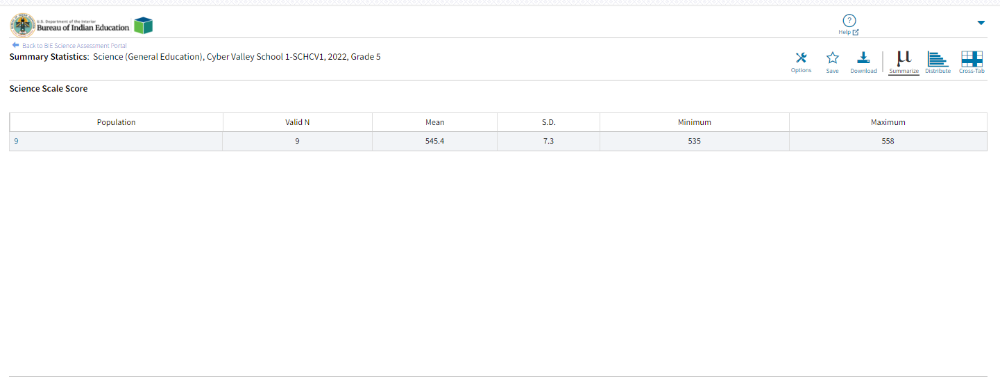 U.S. Department of the Interior
Bureau of Indian Education
?
Help
Back to BIE Science Assessment Portal
Summary Statistics: Science (General Education), Cyber Valley School 1-SCHCV1, 2022, Grade 5
Options Save Download μ Summarize Distribute Cross-Tab
Science Scale Score
Population Valid N Mean S.D. Minimum Maximum
9 9 545.4 7.3 535 558